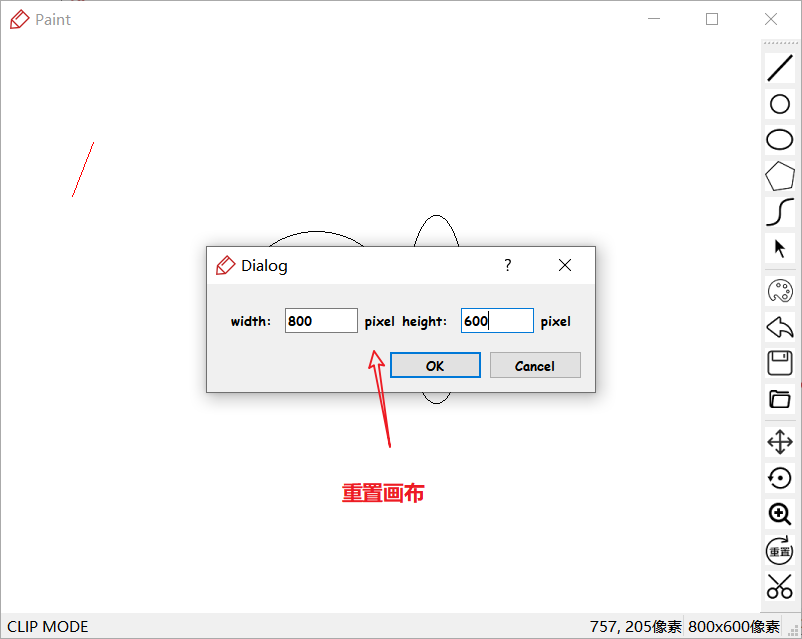 Paint
Dialog
?
width: 800 pixel height: 600 pixel
OK Cancel
重置画布
重置
CLIP MODE
757, 205像素 800x600像素